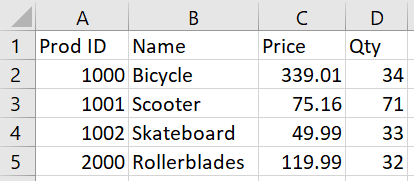 A B C D
1 Prod ID Name Price Qty
2 1000 Bicycle 339.01 34
3 1001 Scooter 75.16 71
4 1002 Skateboard 49.99 33
5 2000 Rollerblades 119.99 32